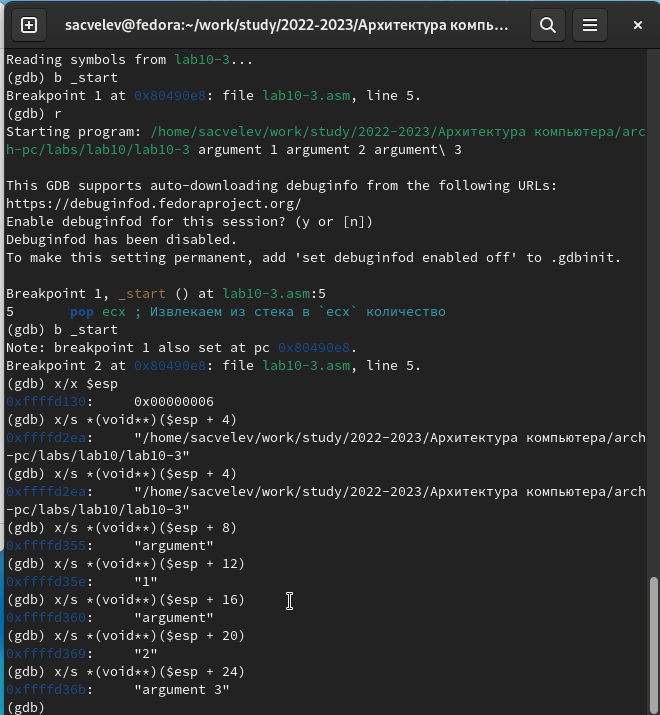 sacvelev@fedora:~/work/study/2022-2023/Архитектура компь...
Reading symbols from lab10-3...
(gdb) b _start
Breakpoint 1 at 0x80490e8: file lab10-3.asm, line 5.
(gdb) r
Starting program: /home/sacvelev/work/study/2022-2023/Архитектура компьютера/arc
h-pc/labs/lab10/lab10-3 argument 1 argument 2 argument\ 3
This GDB supports auto-downloading debuginfo from the following URLs:
https://debuginfod.fedoraproject.org/
Enable debuginfod for this session? (y or [n])
Debuginfod has been disabled.
To make this setting permanent, add 'set debuginfod enabled off' to .gdbinit.
Breakpoint 1, _start () at lab10-3.asm:5
5       pop ecx ; Извлекаем из стека в `ecx` количество
(gdb) b _start
Note: breakpoint 1 also set at pc 0x80490e8.
Breakpoint 2 at 0x80490e8: file lab10-3.asm, line 5.
(gdb) x/x $esp
0xffffd130:     0x00000006
(gdb) x/s *(void**)($esp + 4)
0xffffd2ea:     "/home/sacvelev/work/study/2022-2023/Архитектура компьютера/arch
-pc/labs/lab10/lab10-3"
(gdb) x/s *(void**)($esp + 4)
0xffffd2ea:     "/home/sacvelev/work/study/2022-2023/Архитектура компьютера/arch
-pc/labs/lab10/lab10-3"
(gdb) x/s *(void**)($esp + 8)
0xffffd355:     "argument"
(gdb) x/s *(void**)($esp + 12)
0xffffd35e:     "1"
(gdb) x/s *(void**)($esp + 16)
0xffffd360:     "argument"
(gdb) x/s *(void**)($esp + 20)
0xffffd369:     "2"
(gdb) x/s *(void**)($esp + 24)
0xffffd36b:     "argument 3"
(gdb)